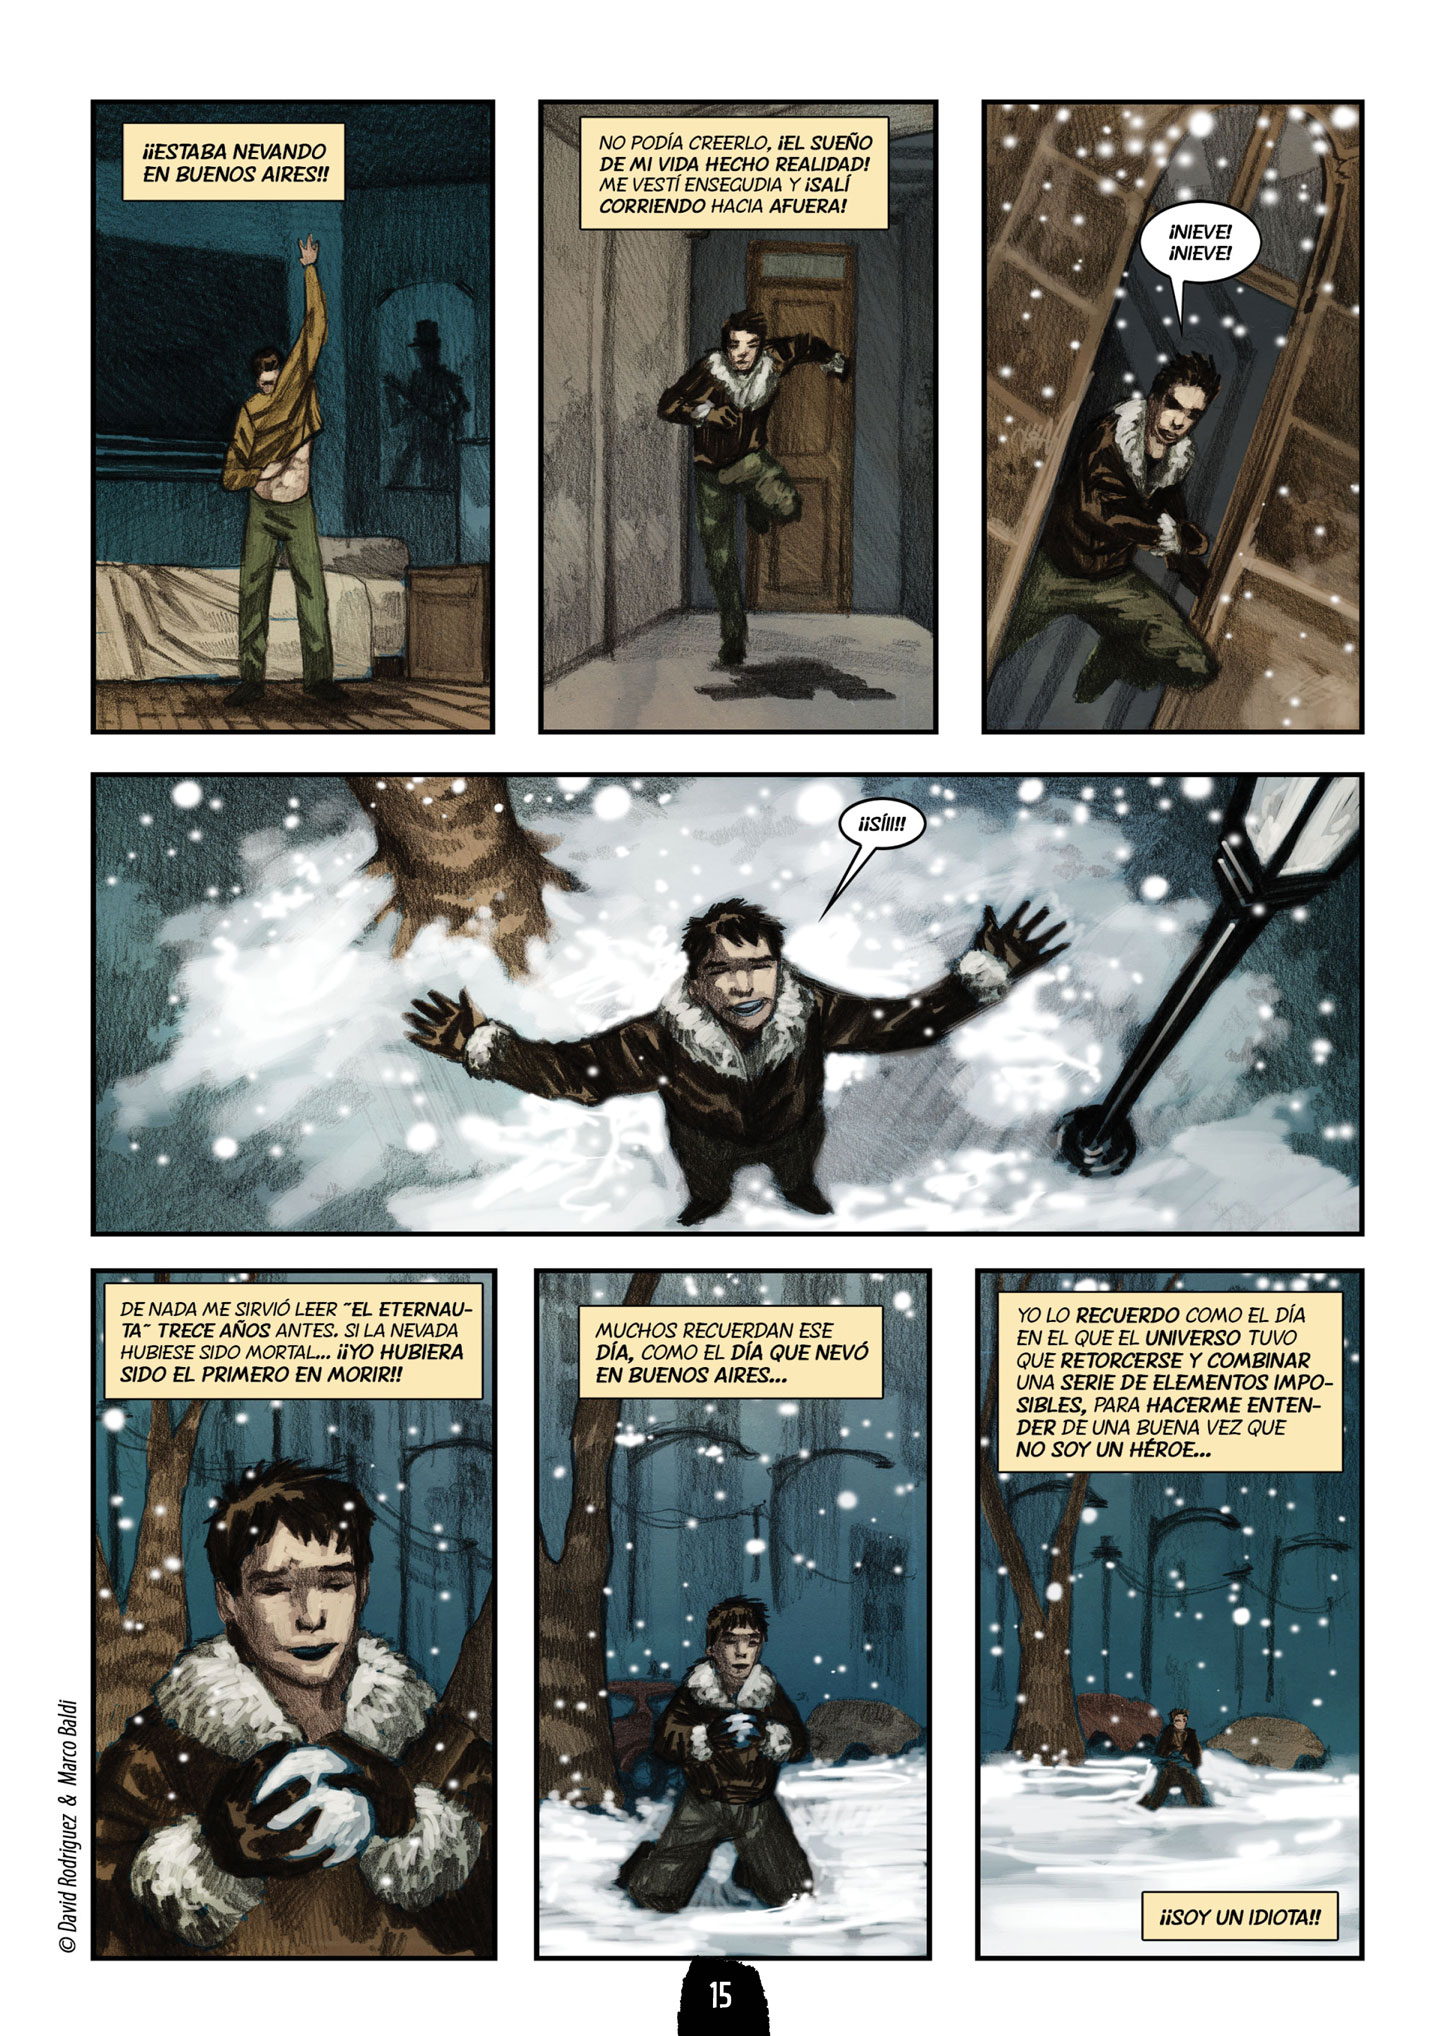 ¡¡ESTABA NEVANDO
EN BUENOS AIRES!!
NO PODÍA CREERLO, ¡EL SUEÑO
DE MI VIDA HECHO REALIDAD!
ME VESTÍ ENSEGUDIA Y ¡SALÍ
CORRIENDO HACIA AFUERA!
¡NIEVE!
¡NIEVE!
¡¡SÍII!!
DE NADA ME SIRVIÓ LEER ˝EL ETERNAU-
TA˝ TRECE AÑOS ANTES. SI LA NEVADA
HUBIESE SIDO MORTAL... ¡¡YO HUBIERA
SIDO EL PRIMERO EN MORIR!!
MUCHOS RECUERDAN ESE
DÍA, COMO EL DÍA QUE NEVÓ
EN BUENOS AIRES...
YO LO RECUERDO COMO EL DÍA
EN EL QUE EL UNIVERSO TUVO
QUE RETORCERSE Y COMBINAR
UNA SERIE DE ELEMENTOS IMPO-
SIBLES, PARA HACERME ENTEN-
DER DE UNA BUENA VEZ QUE
NO SOY UN HÉROE...
¡¡SOY UN IDIOTA!!
© David Rodriguez & Marco Baldi
15